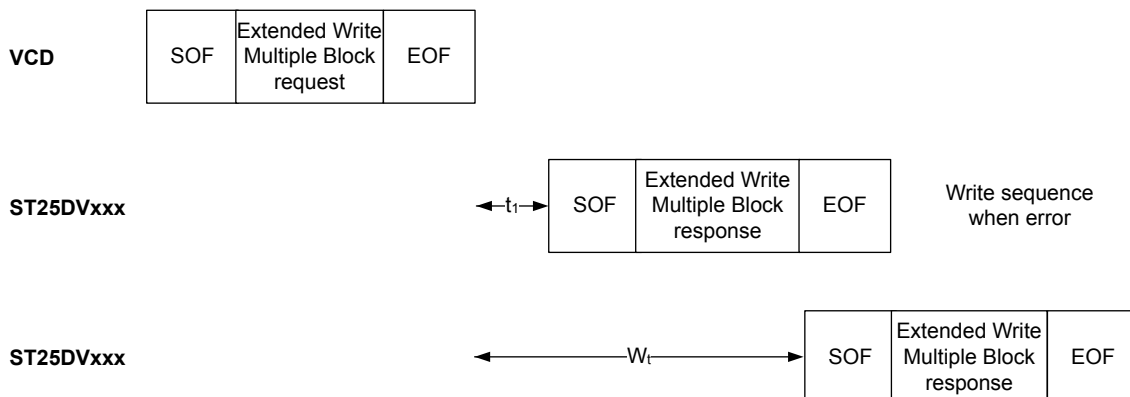 VCD
SOF
Extended Write
Multiple Block
request
EOF
ST25DVxxx
t₁
SOF
Extended Write
Multiple Block
response
EOF
Write sequence
when error
ST25DVxxx
Wₜ
SOF
Extended Write
Multiple Block
response
EOF